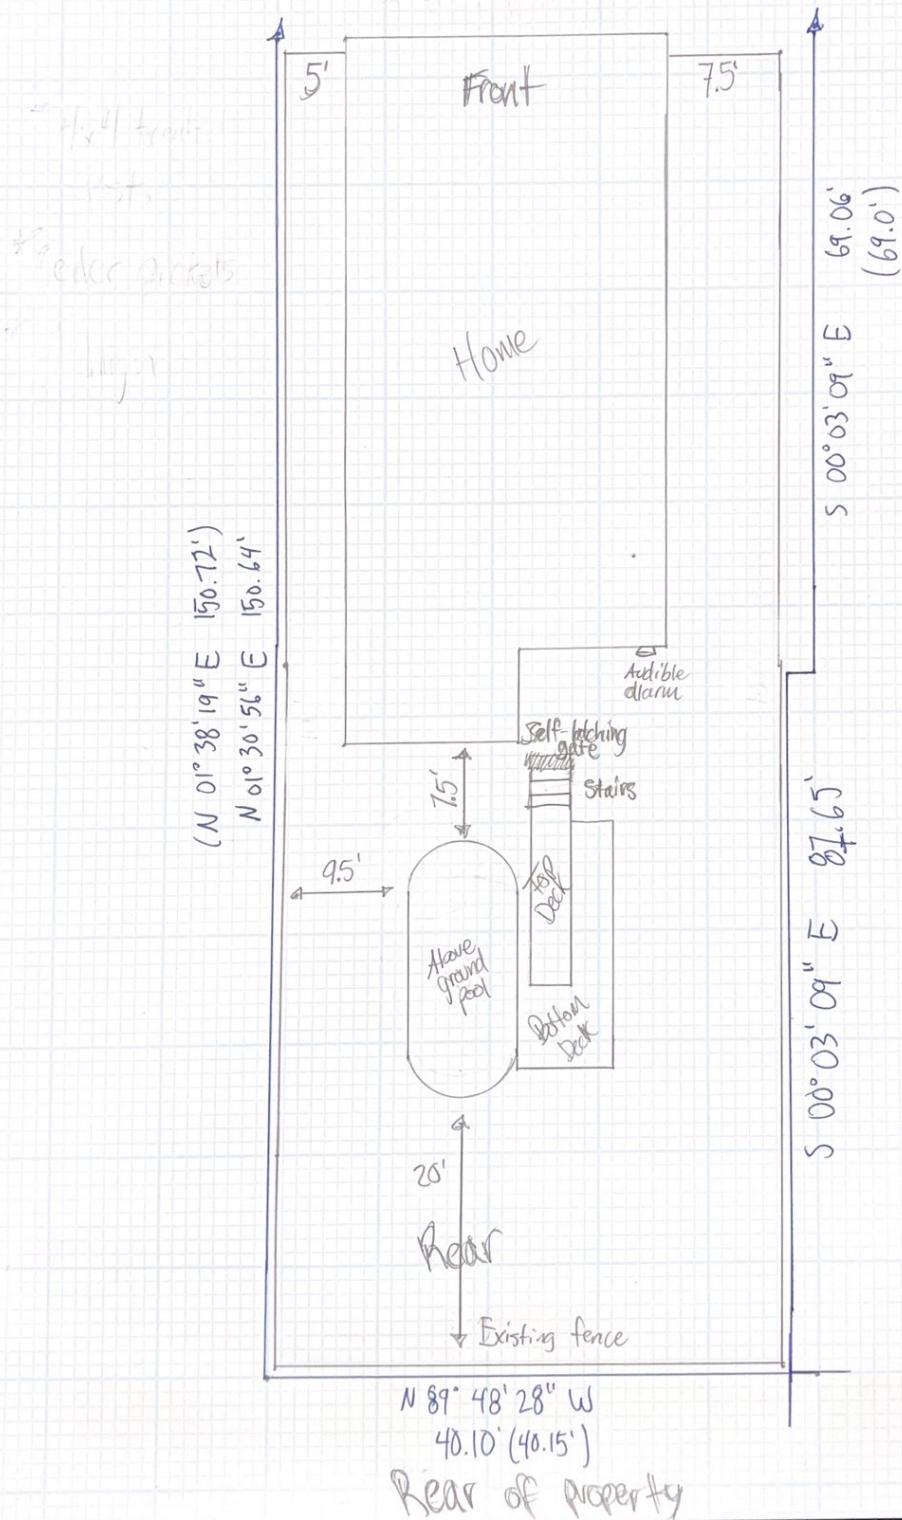 5'
Front
7.5'
Home
69.06'
(69.0')
S 00° 03' 09" E
(N 01° 38' 19" E 150.72')
N 01° 30' 56" E 150.64'
Audible
alarm
Self-latching
gate
Stairs
7.5'
9.5'
Top
Deck
Above
ground
pool
Bottom
Deck
S 00° 03' 09" E 87.65'
20'
Rear
Existing fence
N 89° 48' 28" W
40.10' (40.15')
Rear of property